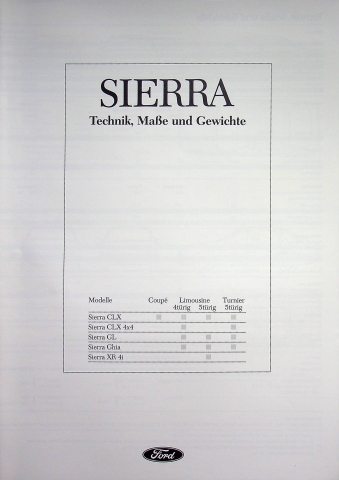 SIERRA
Technik, Maße und Gewichte
Modelle Coupé Limousine Turnier
4türig 5türig 5türig
Sierra CLX
Sierra CLX 4x4
Sierra GL
Sierra Ghia
Sierra XR 4i
Ford